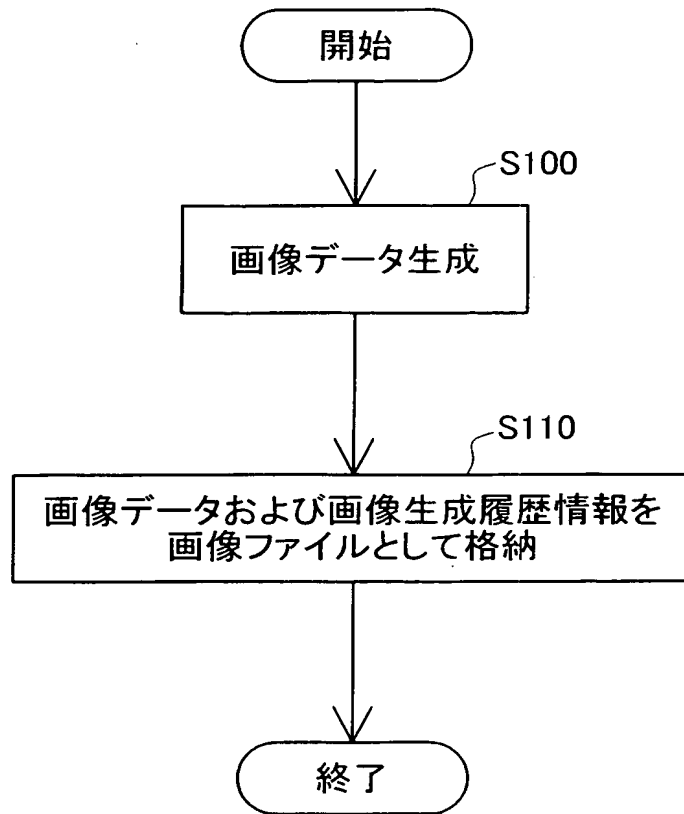 開始
S100
画像データ生成
S110
画像データおよび画像生成履歴情報を
画像ファイルとして格納
終了